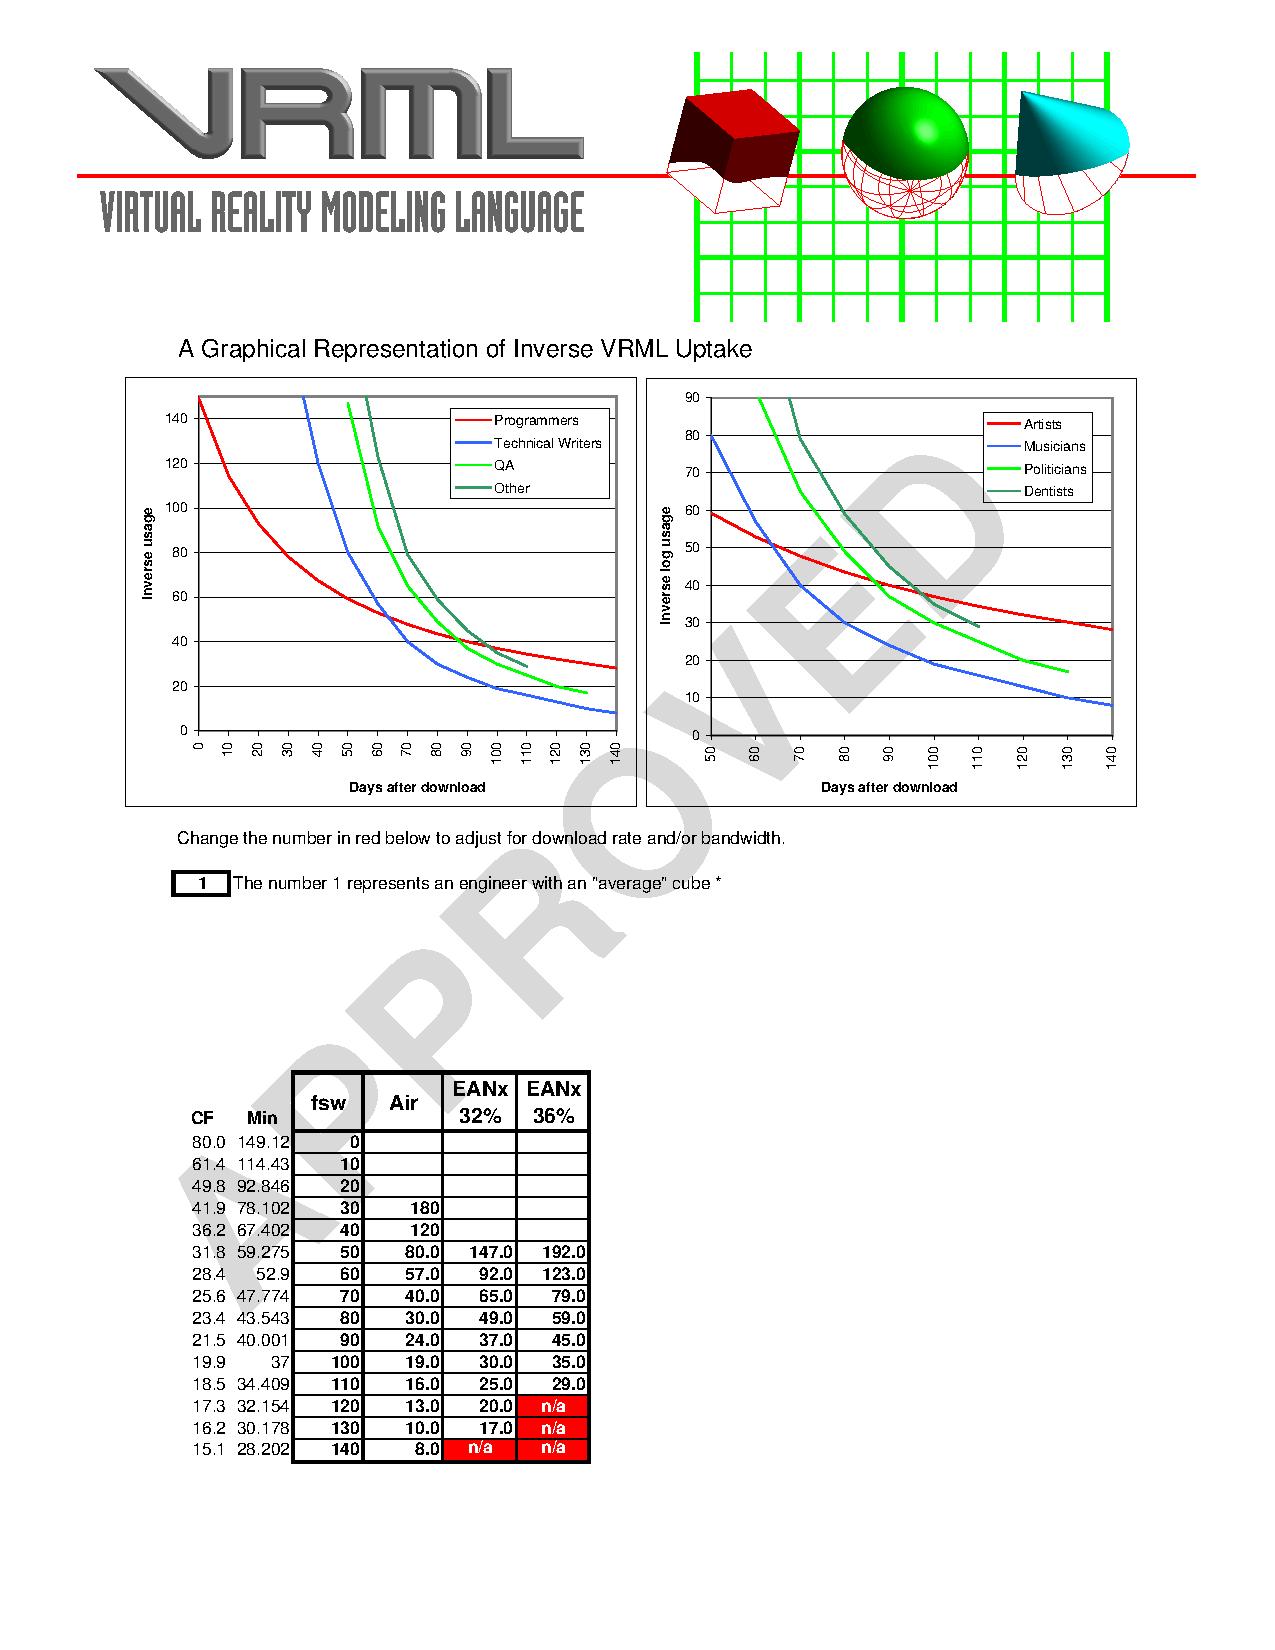 VRML
VIRTUAL REALITY MODELING LANGUAGE
A Graphical Representation of Inverse VRML Uptake
Inverse usage
140
120
100
80
60
40
20
0
Programmers
Technical Writers
QA
Other
0 10 20 30 40 50 60 70 80 90 100 110 120 130 140
Days after download
Inverse log usage
90
80
70
60
50
40
30
20
10
0
Artists
Musicians
Politicians
Dentists
50 60 70 80 90 100 110 120 130 140
Days after download
Change the number in red below to adjust for download rate and/or bandwidth.
1 The number 1 represents an engineer with an "average" cube *
APPROVED
CF Min fsw Air EANx 32% EANx 36%
80.0 149.12 0
61.4 114.43 10
49.8 92.846 20
41.9 78.102 30 180
36.2 67.402 40 120
31.8 59.275 50 80.0 147.0 192.0
28.4 52.9 60 57.0 92.0 123.0
25.6 47.774 70 40.0 65.0 79.0
23.4 43.543 80 30.0 49.0 59.0
21.5 40.001 90 24.0 37.0 45.0
19.9 37 100 19.0 30.0 35.0
18.5 34.409 110 16.0 25.0 29.0
17.3 32.154 120 13.0 20.0 n/a
16.2 30.178 130 10.0 17.0 n/a
15.1 28.202 140 8.0 n/a n/a